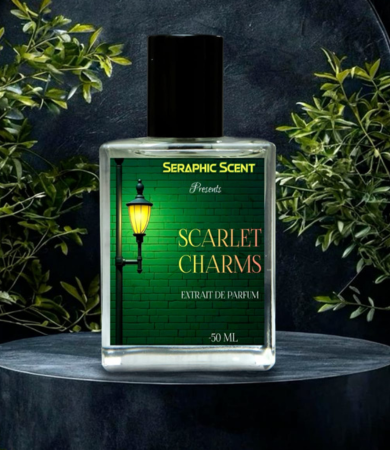 SERAPHIC SCENT
Presents
SCARLET
CHARMS
EXTRAIT DE PARFUM
-50 ML